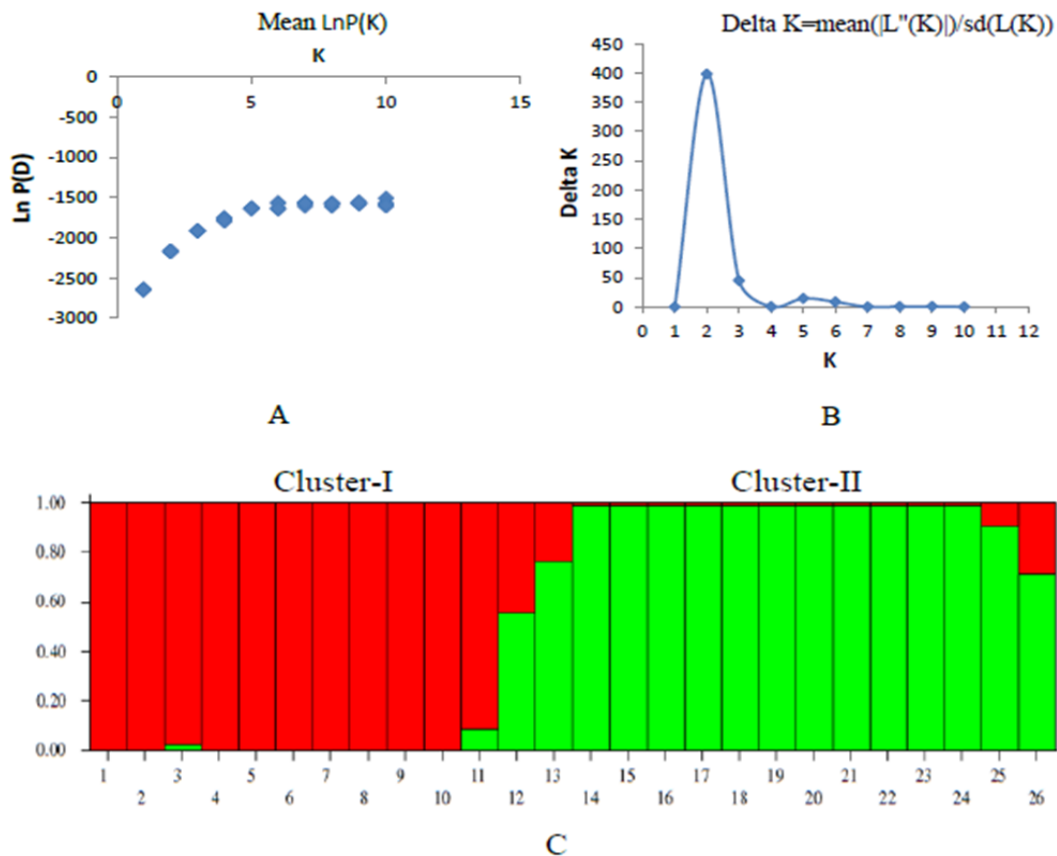 Mean LnP(K)
K
0
0
5
10
15
-500
-1000
-1500
-2000
-2500
-3000
Ln P(D)
A
Delta K=mean(|L"(K)|)/sd(L(K))
450
400
350
300
250
200
150
100
50
0
Delta K
0 1 2 3 4 5 6 7 8 9 10 11 12
K
B
Cluster-I
Cluster-II
1.00
0.80
0.60
0.40
0.20
0.00
1 3 5 7 9 11 13 15 17 19 21 23 25
2 4 6 8 10 12 14 16 18 20 22 24 26
C